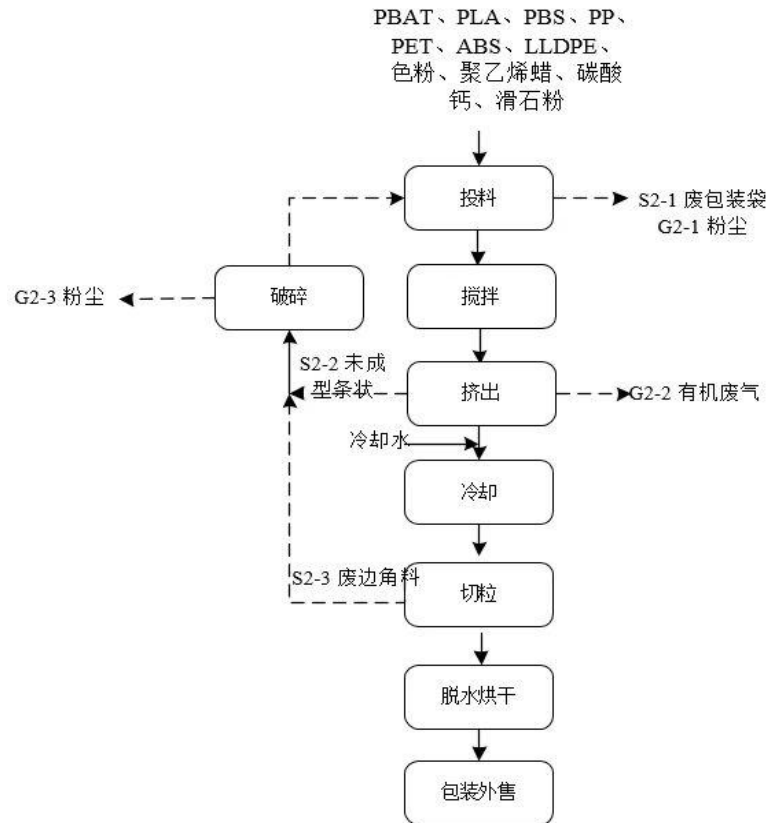 PBAT、PLA、PBS、PP、
PET、ABS、LLDPE、
色粉、聚乙烯蜡、碳酸
钙、滑石粉
投料
S2-1 废包装袋
G2-1 粉尘
G2-3 粉尘
破碎
搅拌
S2-2 未成
型条状
挤出
G2-2 有机废气
冷却水
冷却
S2-3 废边角料
切粒
脱水烘干
包装外售